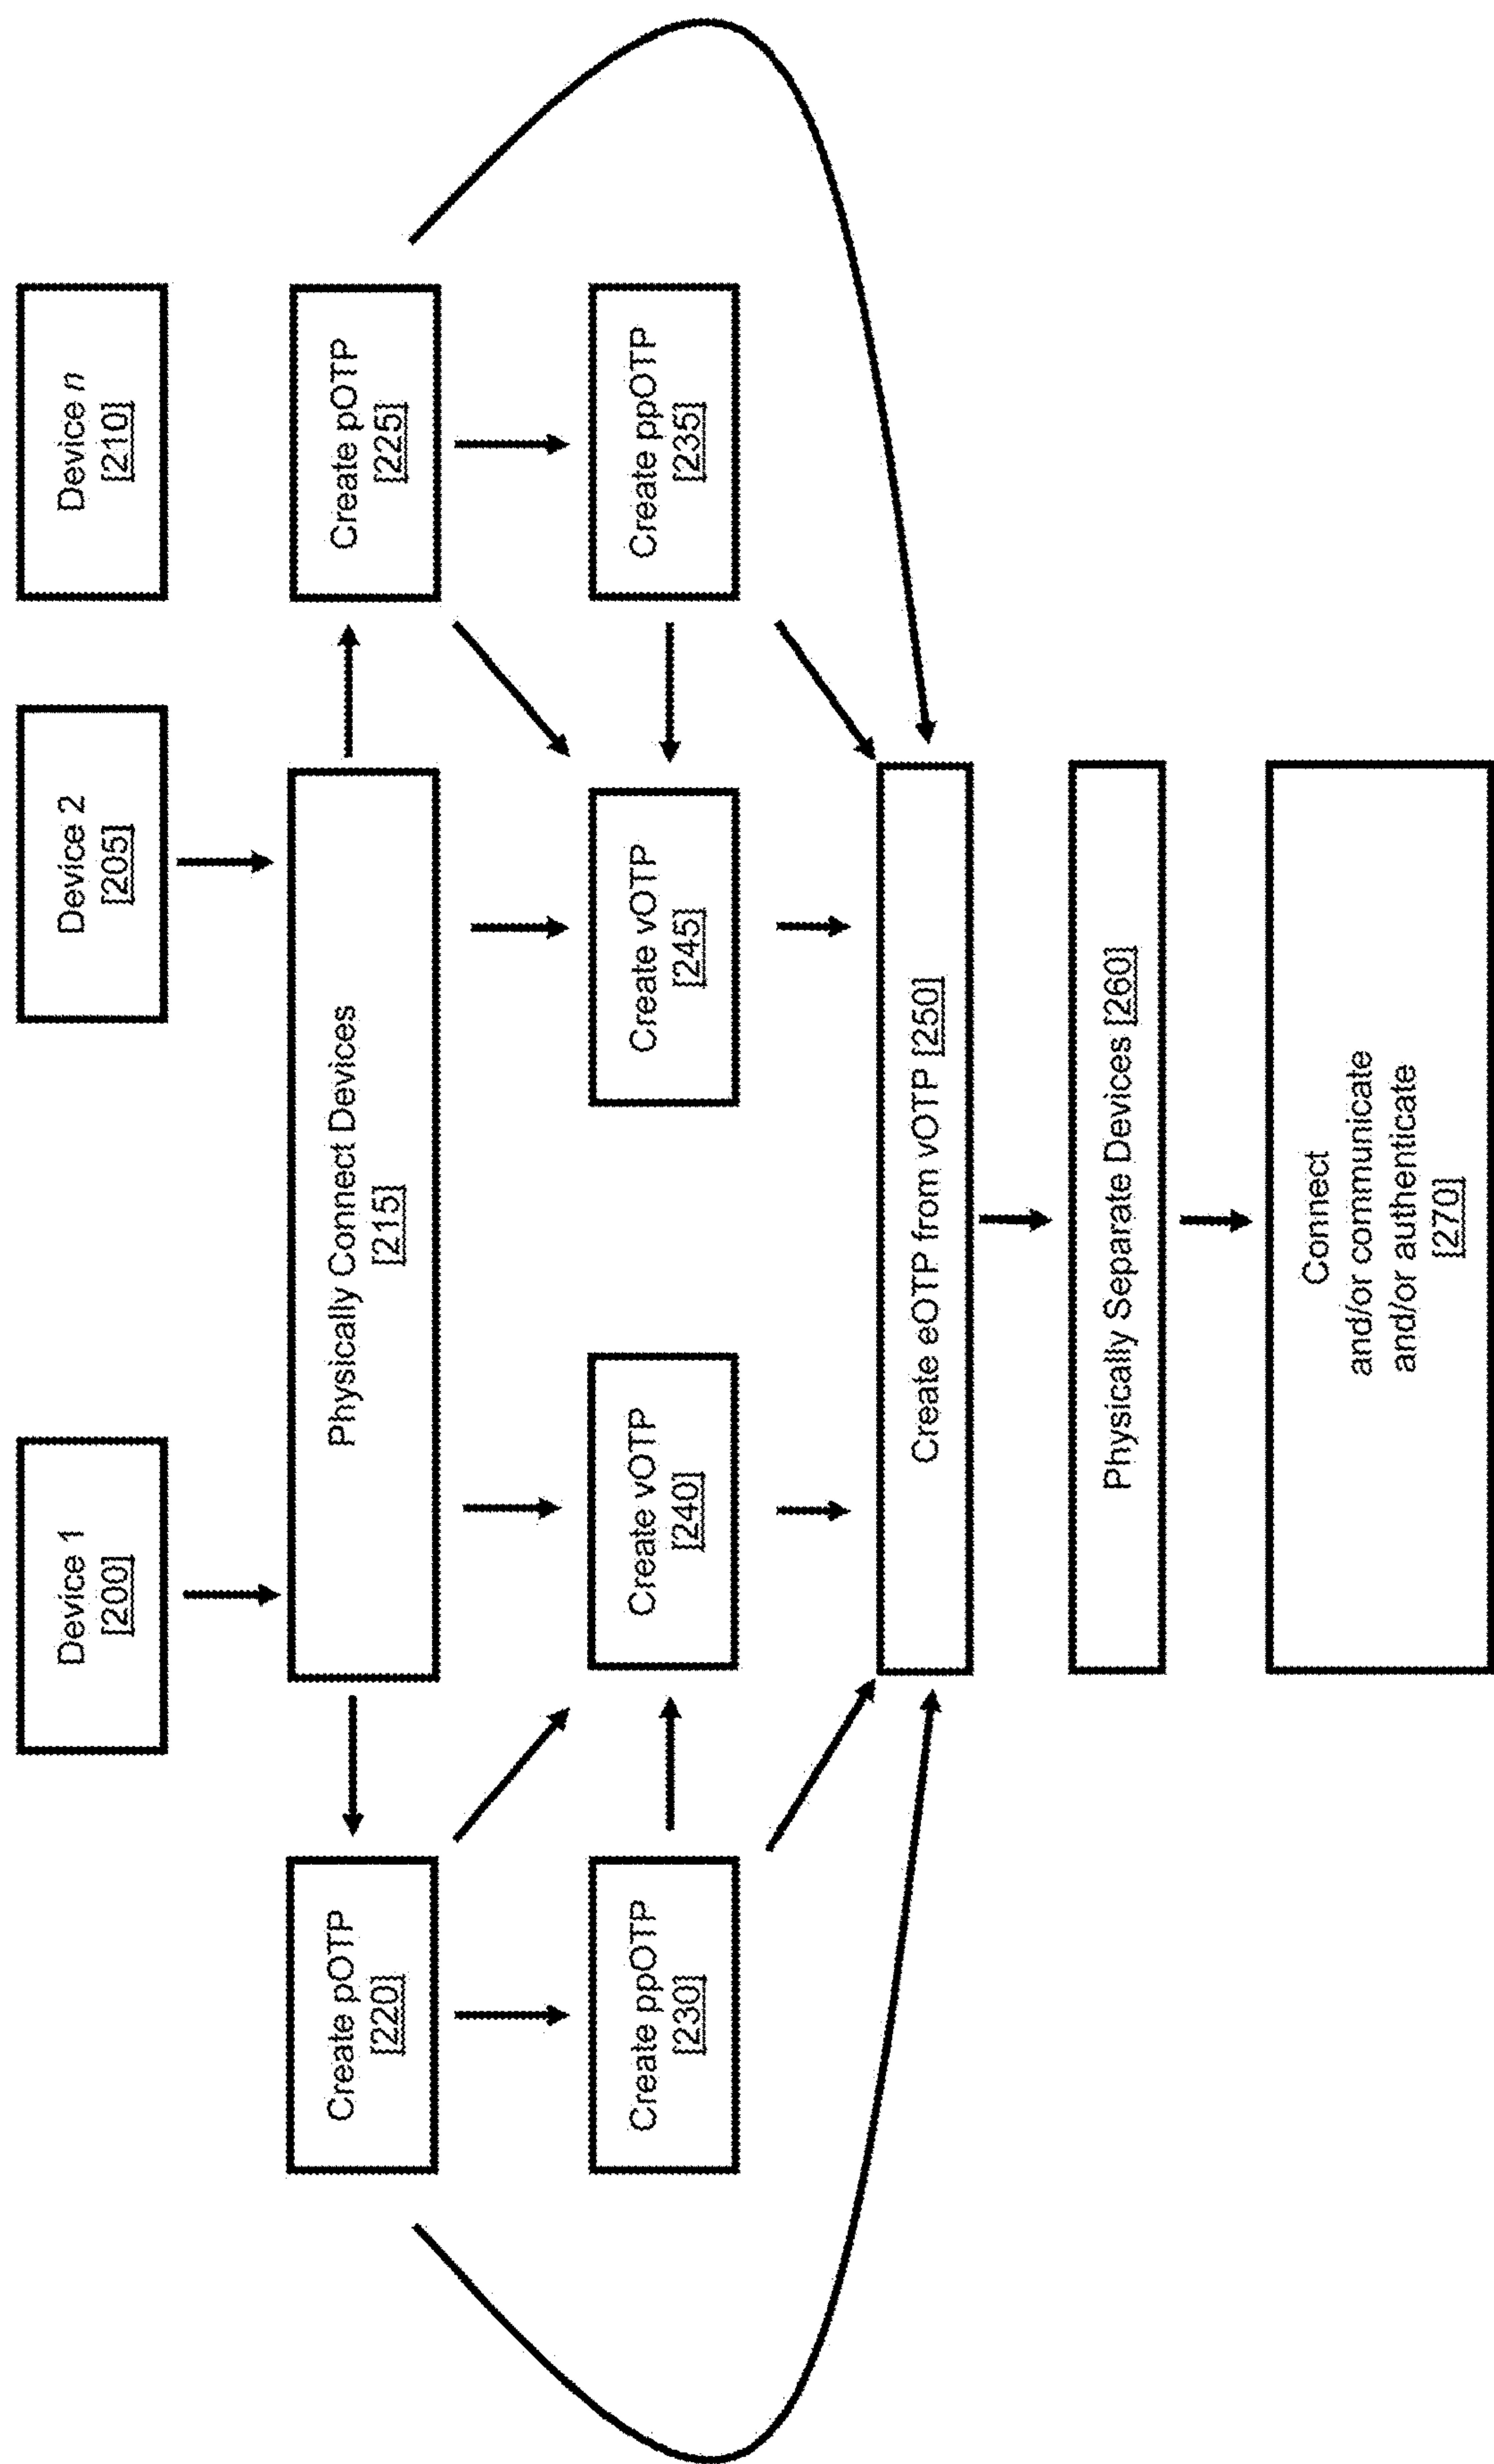 Device 1
[200]
Device 2
[205]
Device n
[210]
Create pOTP
[220]
Physically Connect Devices
[215]
Create pOTP
[225]
Create ppOTP
[230]
Create vOTP
[240]
Create vOTP
[245]
Create ppOTP
[235]
Create eOTP from vOTP [250]
Physically Separate Devices [260]
Connect
and/or communicate
and/or authenticate
[270]